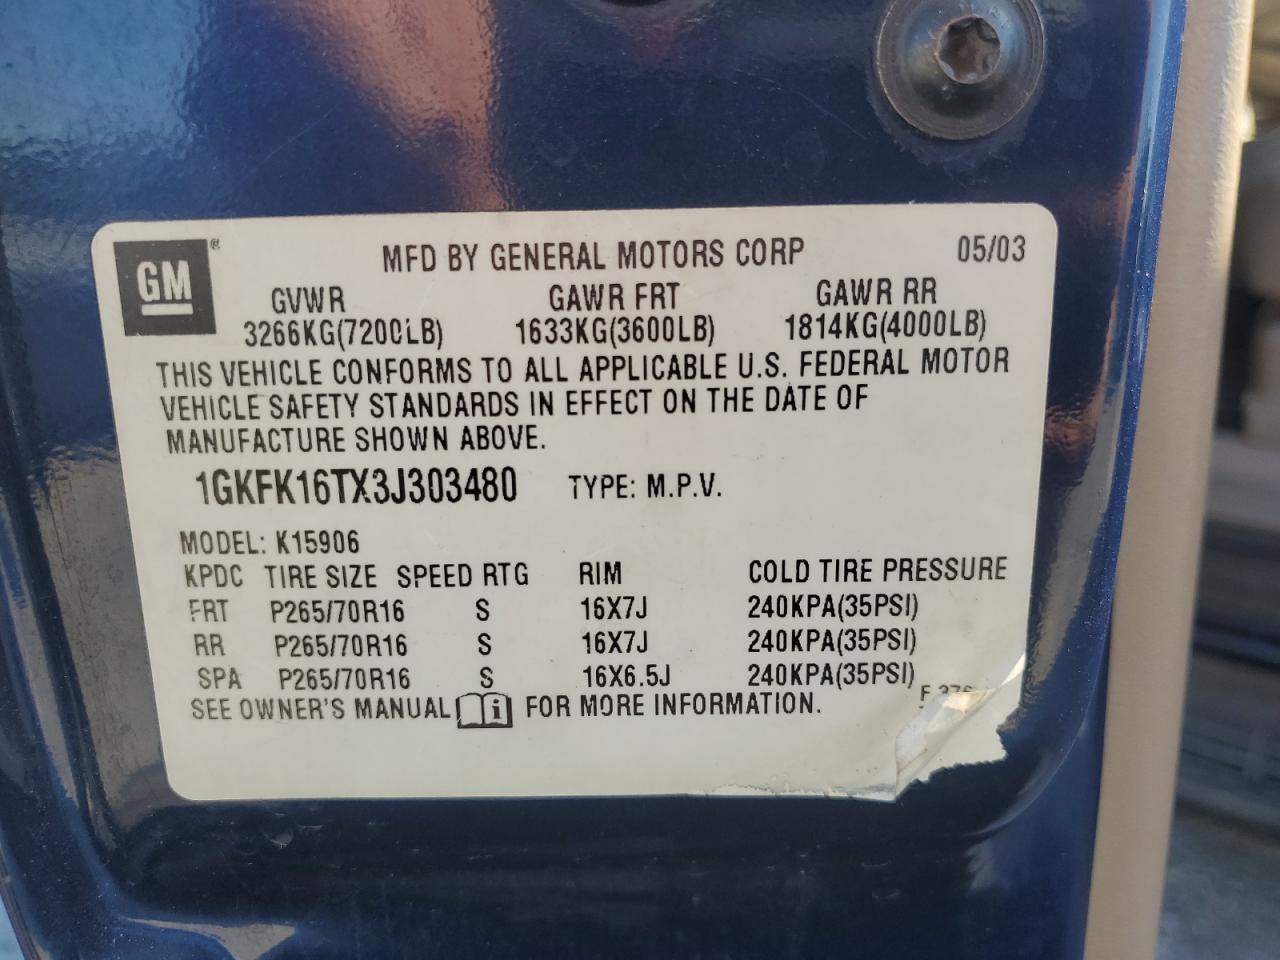 GM®
MFD BY GENERAL MOTORS CORP 05/03
GVWR GAWR FRT GAWR RR
3266KG(7200LB) 1633KG(3600LB) 1814KG(4000LB)
THIS VEHICLE CONFORMS TO ALL APPLICABLE U.S. FEDERAL MOTOR
VEHICLE SAFETY STANDARDS IN EFFECT ON THE DATE OF
MANUFACTURE SHOWN ABOVE.
1GKFK16TX3J303480 TYPE: M.P.V.
MODEL: K15906
KPDC TIRE SIZE SPEED RTG RIM COLD TIRE PRESSURE
FRT P265/70R16 S 16X7J 240KPA(35PSI)
RR P265/70R16 S 16X7J 240KPA(35PSI)
SPA P265/70R16 S 16X6.5J 240KPA(35PSI)
SEE OWNER'S MANUAL i FOR MORE INFORMATION.